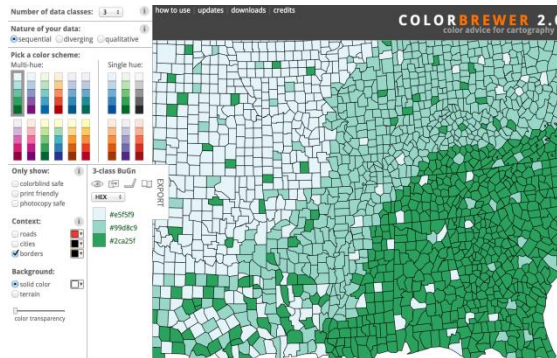 Number of data classes: 3
how to use | updates | downloads | credits
COLORBREWER 2.0
color advice for cartography
Nature of your data:
sequential diverging qualitative
Pick a color scheme:
Multi-hue: Single hue:
Only show:
colorblind safe
print friendly
photocopy safe
Context:
roads
cities
borders
Background:
solid color
terrain
color transparency
3-class BuGn
EXPORT
HEX
#e5f5f9
#99d8c9
#2ca25f